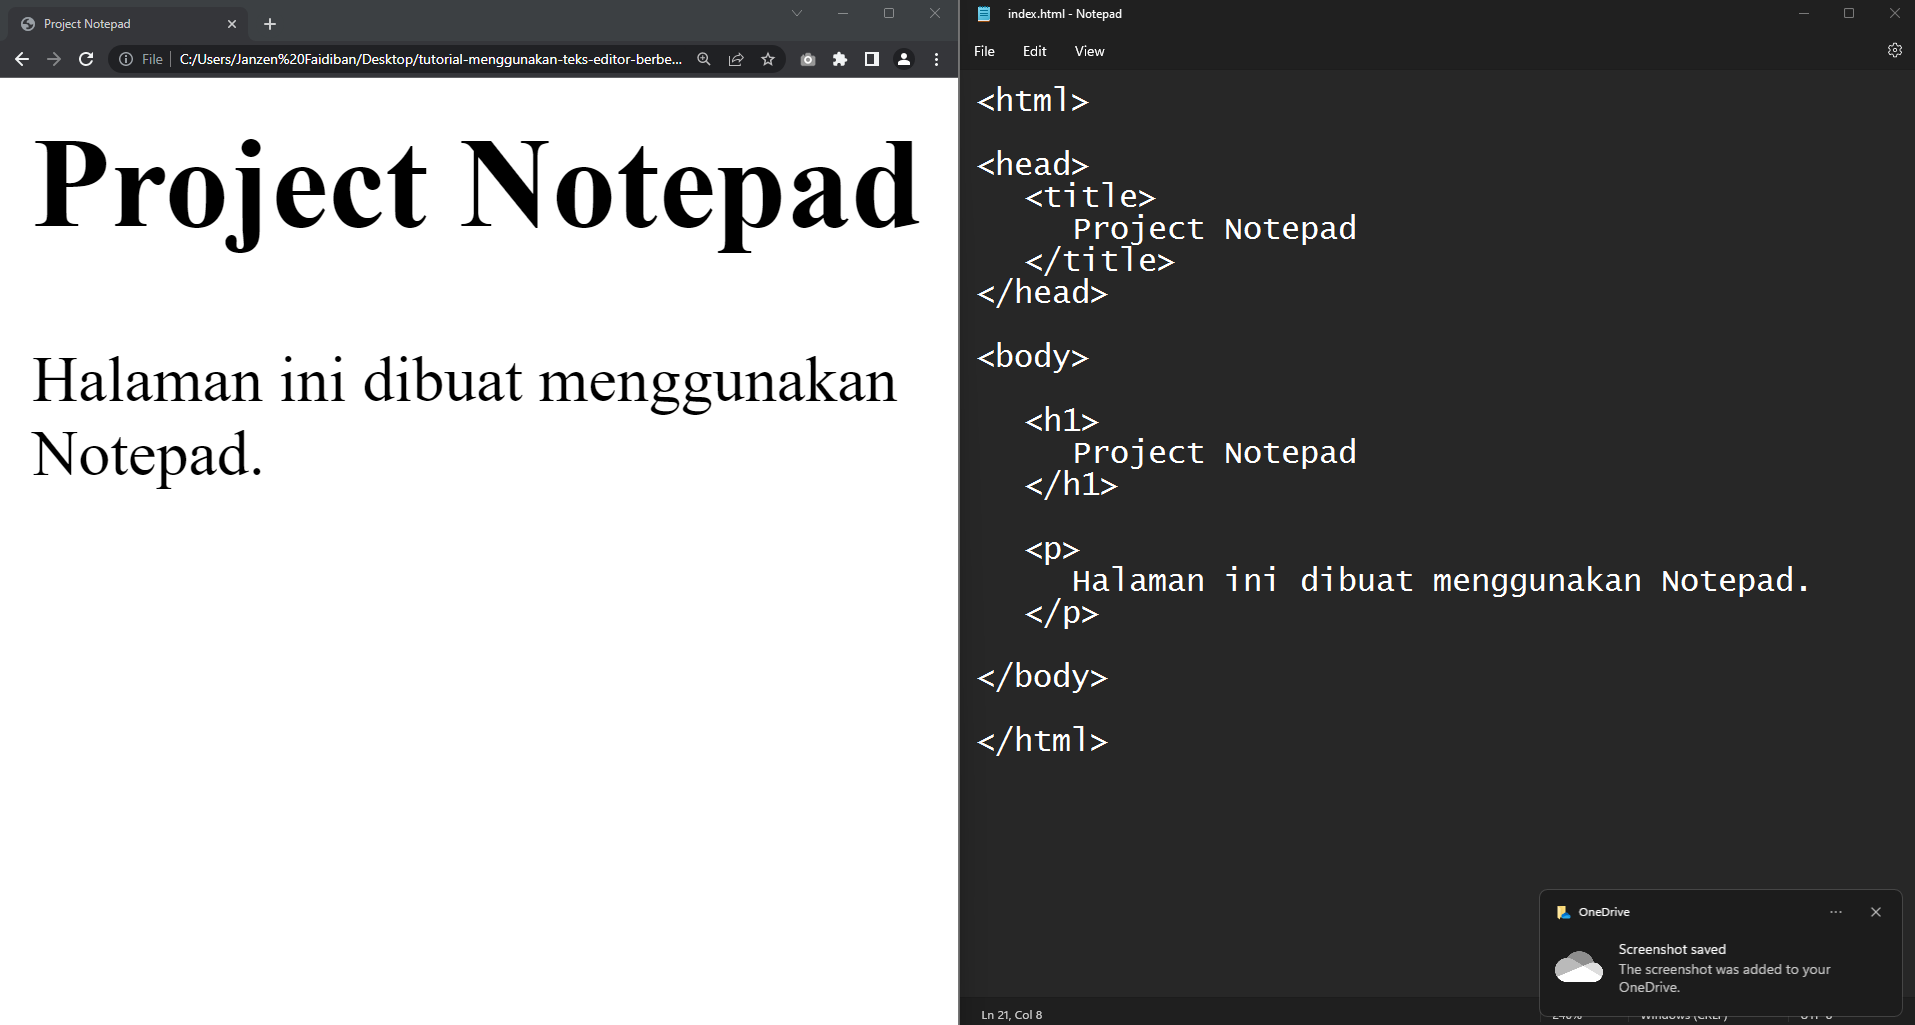 Project Notepad
File
C:/Users/Janzen%20Faidiban/Desktop/tutorial-menggunakan-teks-editor-berbe...
Project Notepad
Halaman ini dibuat menggunakan
Notepad.
index.html - Notepad
File Edit View
<html>
<head>
<title>
Project Notepad
</title>
</head>
<body>
<h1>
Project Notepad
</h1>
<p>
Halaman ini dibuat menggunakan Notepad.
</p>
</body>
</html>
OneDrive
Screenshot saved
The screenshot was added to your
OneDrive.
Ln 21, Col 8